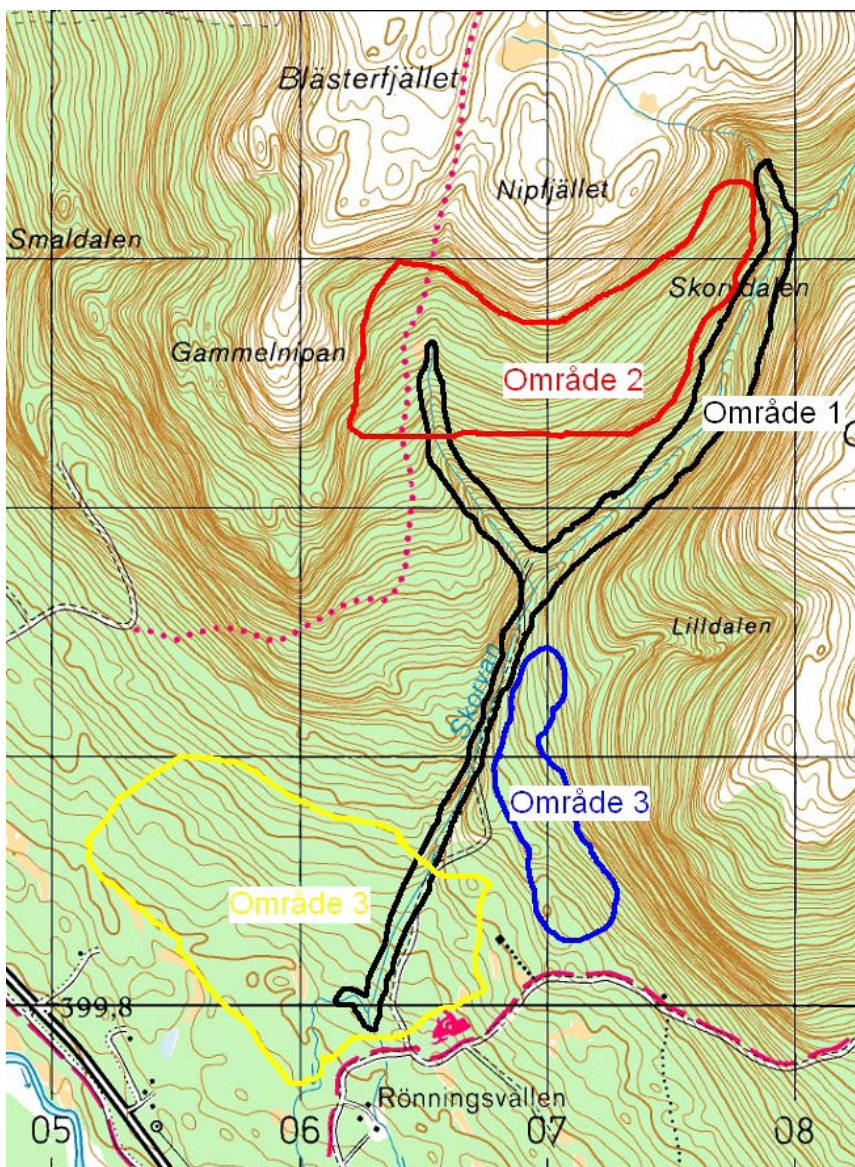 Blästerfjället
Nipfjället
Smaldalen
Skordalen
Gammelnipan
Område 2
Område 1
Lilldalen
Skorvan
Område 3
Område 3
399,8
Rönningsvallen
05
06
07
08